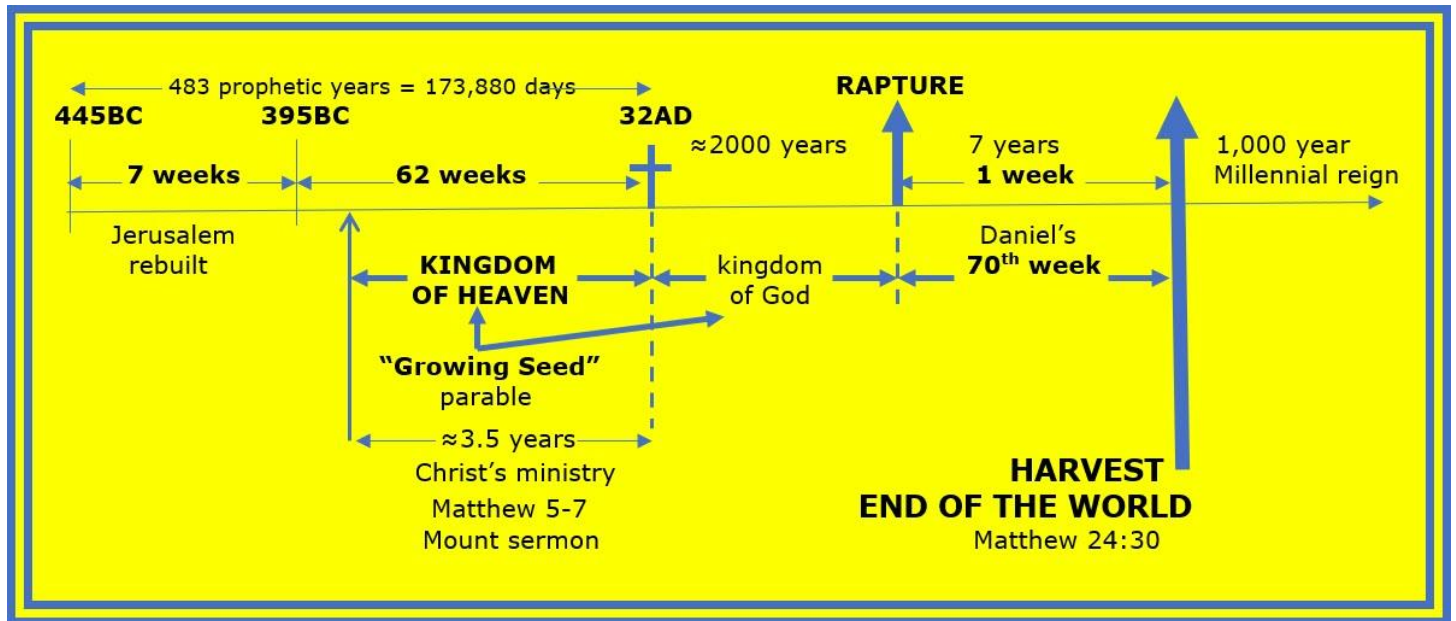 483 prophetic years = 173,880 days
RAPTURE
445BC 395BC 32AD
≈2000 years
7 years
1,000 year
7 weeks 62 weeks
1 week
Millennial reign
Jerusalem
rebuilt
KINGDOM
OF HEAVEN
kingdom
of God
Daniel’s
70th week
“Growing Seed”
parable
≈3.5 years
Christ’s ministry
Matthew 5-7
Mount sermon
HARVEST
END OF THE WORLD
Matthew 24:30